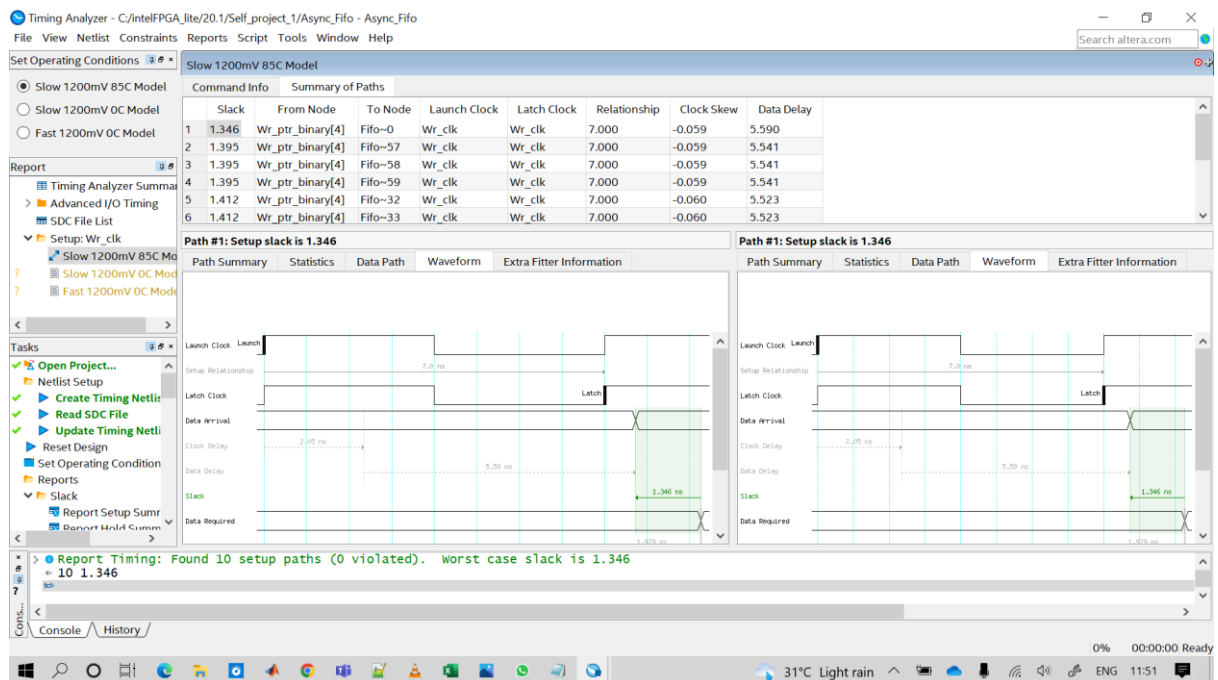 Timing Analyzer - C:/intelFPGA_lite/20.1/Self_project_1/Async_Fifo - Async_Fifo
File View Netlist Constraints Reports Script Tools Window Help
Search altera.com
Set Operating Conditions
Slow 1200mV 85C Model
Slow 1200mV 0C Model
Fast 1200mV 0C Model
Report
Timing Analyzer Summar
Advanced I/O Timing
SDC File List
Setup: Wr_clk
Slow 1200mV 85C Mo
? Slow 1200mV 0C Mod
? Fast 1200mV 0C Mode
Tasks
Open Project...
Netlist Setup
Create Timing Netlis
Read SDC File
Update Timing Netli
Reset Design
Set Operating Condition
Reports
Slack
Report Setup Sumr
Report Hold Summ
Slow 1200mV 85C Model
Command Info Summary of Paths
Slack From Node To Node Launch Clock Latch Clock Relationship Clock Skew Data Delay
1 1.346 Wr_ptr_binary[4] Fifo~0 Wr_clk Wr_clk 7.000 -0.059 5.590
2 1.395 Wr_ptr_binary[4] Fifo~57 Wr_clk Wr_clk 7.000 -0.059 5.541
3 1.395 Wr_ptr_binary[4] Fifo~58 Wr_clk Wr_clk 7.000 -0.059 5.541
4 1.395 Wr_ptr_binary[4] Fifo~59 Wr_clk Wr_clk 7.000 -0.059 5.541
5 1.412 Wr_ptr_binary[4] Fifo~32 Wr_clk Wr_clk 7.000 -0.060 5.523
6 1.412 Wr_ptr_binary[4] Fifo~33 Wr_clk Wr_clk 7.000 -0.060 5.523
Path #1: Setup slack is 1.346
Path Summary Statistics Data Path Waveform Extra Fitter Information
Launch Clock Launch
Setup Relationship 7.0 ns
Latch Clock Latch
Data Arrival
Clock Delay 2.05 ns
Data Delay 5.59 ns
Slack 1.346 ns
Data Required
1.979 ns
Path #1: Setup slack is 1.346
Path Summary Statistics Data Path Waveform Extra Fitter Information
Launch Clock Launch
Setup Relationship 7.0 ns
Latch Clock Latch
Data Arrival
Clock Delay 2.05 ns
Data Delay 5.59 ns
Slack 1.346 ns
Data Required
1.979 ns
Report Timing: Found 10 setup paths (0 violated). Worst case slack is 1.346
10 1.346
tcl>
Cons...
Console History
0% 00:00:00 Ready
31°C Light rain ENG 11:51